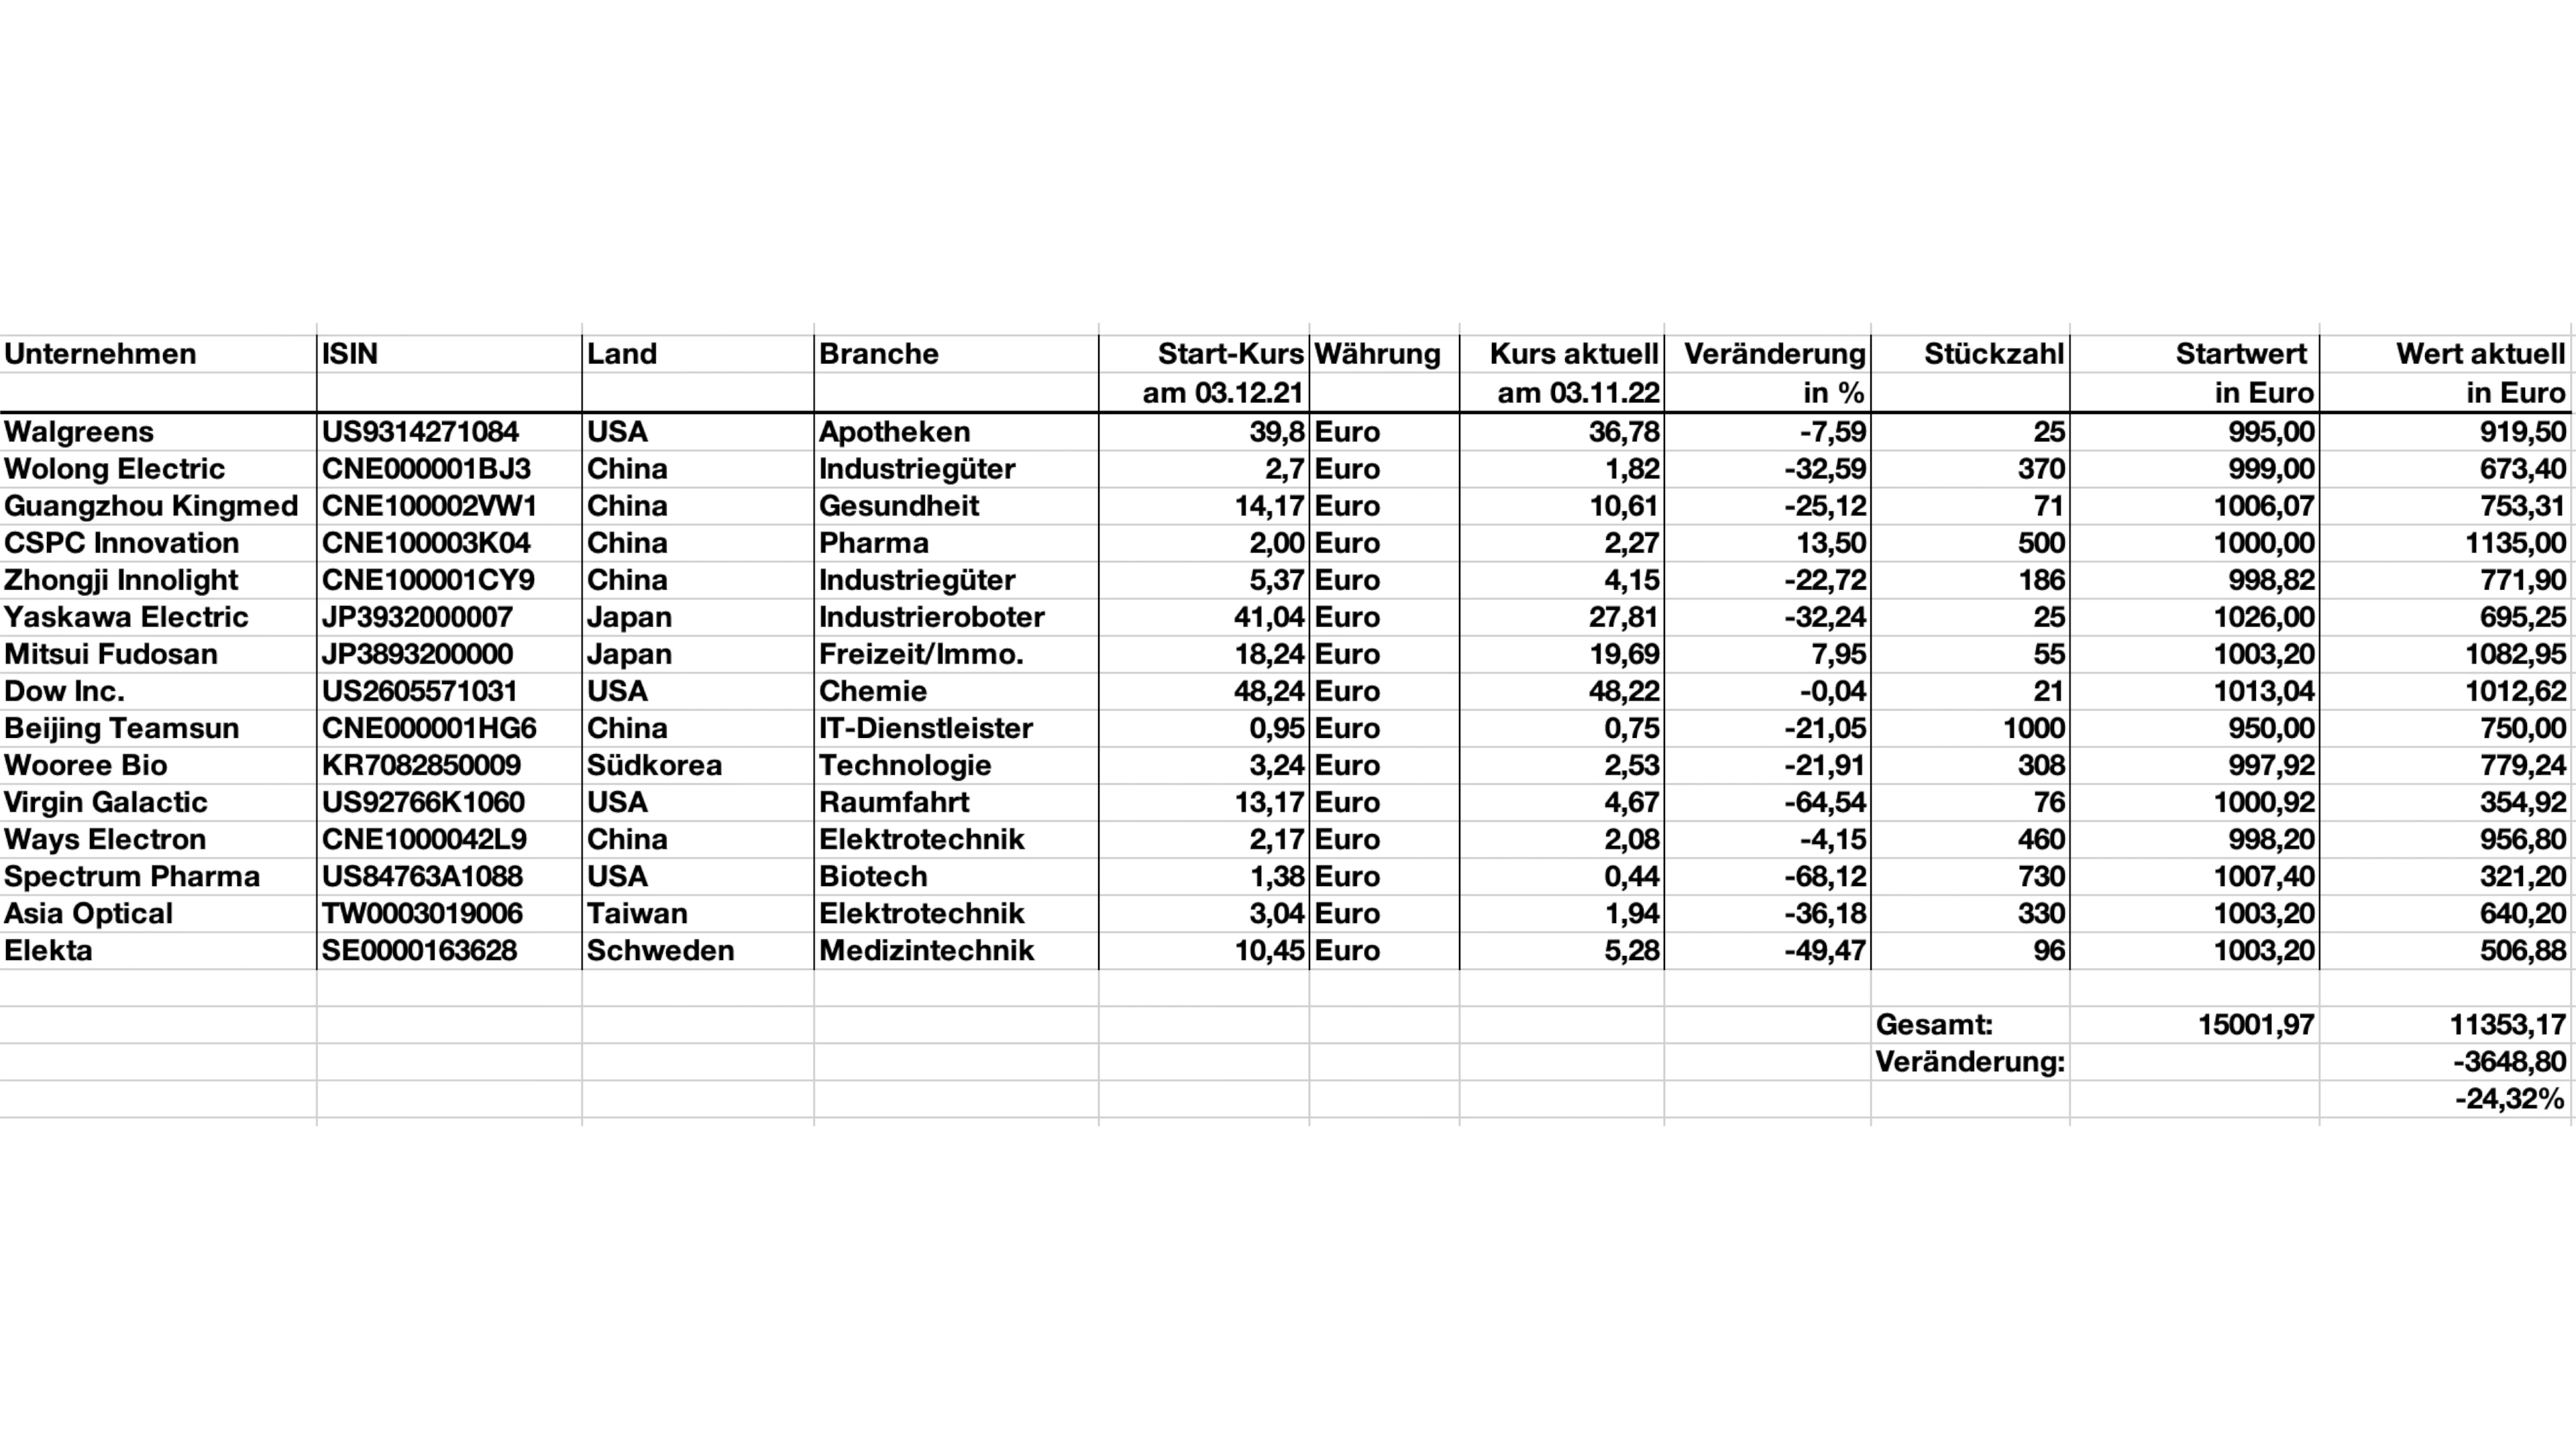 Unternehmen ISIN Land Branche Start-Kurs Währung Kurs aktuell Veränderung Stückzahl Startwert Wert aktuell
am 03.12.21 am 03.11.22 in % in Euro in Euro
Walgreens US9314271084 USA Apotheken 39,8 Euro 36,78 -7,59 25 995,00 919,50
Wolong Electric CNE000001BJ3 China Industriegüter 2,7 Euro 1,82 -32,59 370 999,00 673,40
Guangzhou Kingmed CNE100002VW1 China Gesundheit 14,17 Euro 10,61 -25,12 71 1006,07 753,31
CSPC Innovation CNE100003K04 China Pharma 2,00 Euro 2,27 13,50 500 1000,00 1135,00
Zhongji Innolight CNE100001CY9 China Industriegüter 5,37 Euro 4,15 -22,72 186 998,82 771,90
Yaskawa Electric JP3932000007 Japan Industrieroboter 41,04 Euro 27,81 -32,24 25 1026,00 695,25
Mitsui Fudosan JP3893200000 Japan Freizeit/Immo. 18,24 Euro 19,69 7,95 55 1003,20 1082,95
Dow Inc. US2605571031 USA Chemie 48,24 Euro 48,22 -0,04 21 1013,04 1012,62
Beijing Teamsun CNE000001HG6 China IT-Dienstleister 0,95 Euro 0,75 -21,05 1000 950,00 750,00
Wooree Bio KR7082850009 Südkorea Technologie 3,24 Euro 2,53 -21,91 308 997,92 779,24
Virgin Galactic US92766K1060 USA Raumfahrt 13,17 Euro 4,67 -64,54 76 1000,92 354,92
Ways Electron CNE1000042L9 China Elektrotechnik 2,17 Euro 2,08 -4,15 460 998,20 956,80
Spectrum Pharma US84763A1088 USA Biotech 1,38 Euro 0,44 -68,12 730 1007,40 321,20
Asia Optical TW0003019006 Taiwan Elektrotechnik 3,04 Euro 1,94 -36,18 330 1003,20 640,20
Elekta SE0000163628 Schweden Medizintechnik 10,45 Euro 5,28 -49,47 96 1003,20 506,88
Gesamt: 15001,97 11353,17
Veränderung: -3648,80
-24,32%